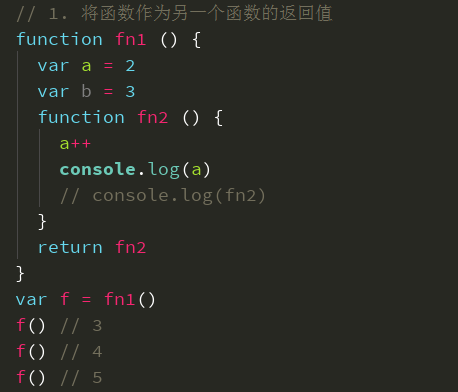 // 1. 将函数作为另一个函数的返回值
function fn1 () {
  var a = 2
  var b = 3
  function fn2 () {
    a++
    console.log(a)
    // console.log(fn2)
  }
  return fn2
}
var f = fn1()
f() // 3
f() // 4
f() // 5